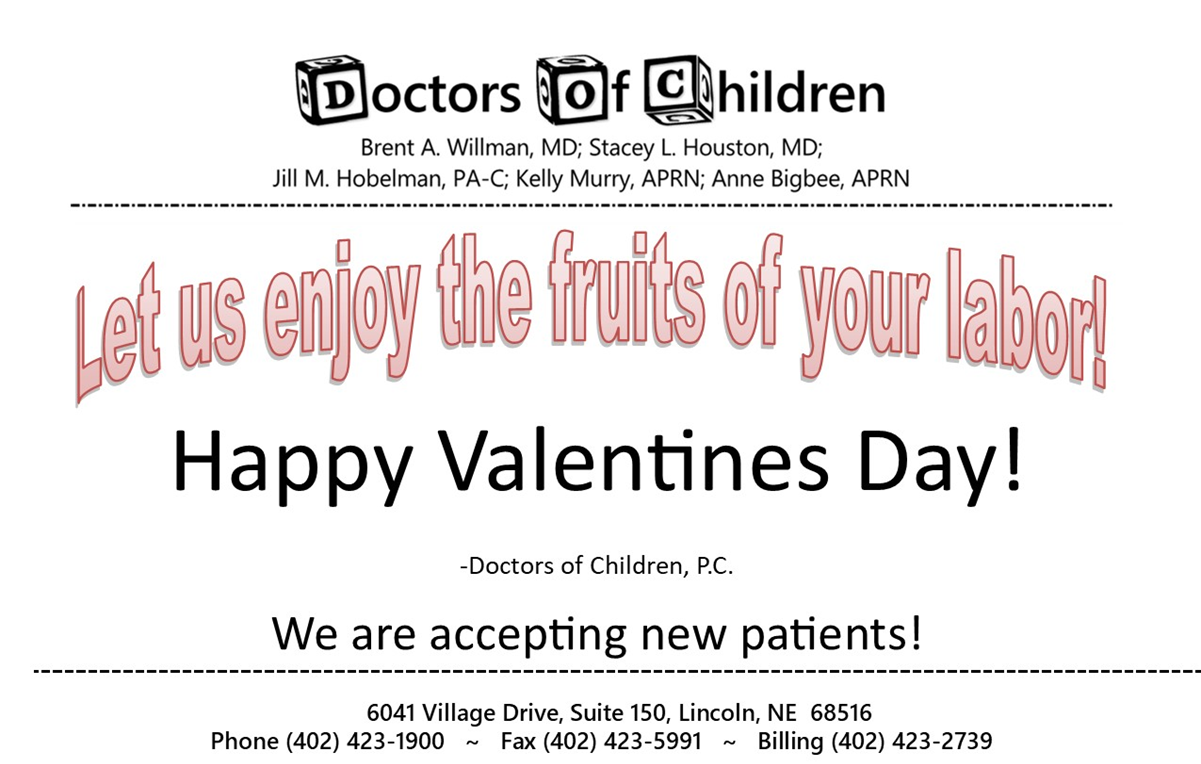 Doctors Of Children
Brent A. Willman, MD; Stacey L. Houston, MD;
Jill M. Hobelman, PA-C; Kelly Murry, APRN; Anne Bigbee, APRN
Let us enjoy the fruits of your labor!
Happy Valentines Day!
-Doctors of Children, P.C.
We are accepting new patients!
6041 Village Drive, Suite 150, Lincoln, NE  68516
Phone (402) 423-1900   ~   Fax (402) 423-5991   ~   Billing (402) 423-2739